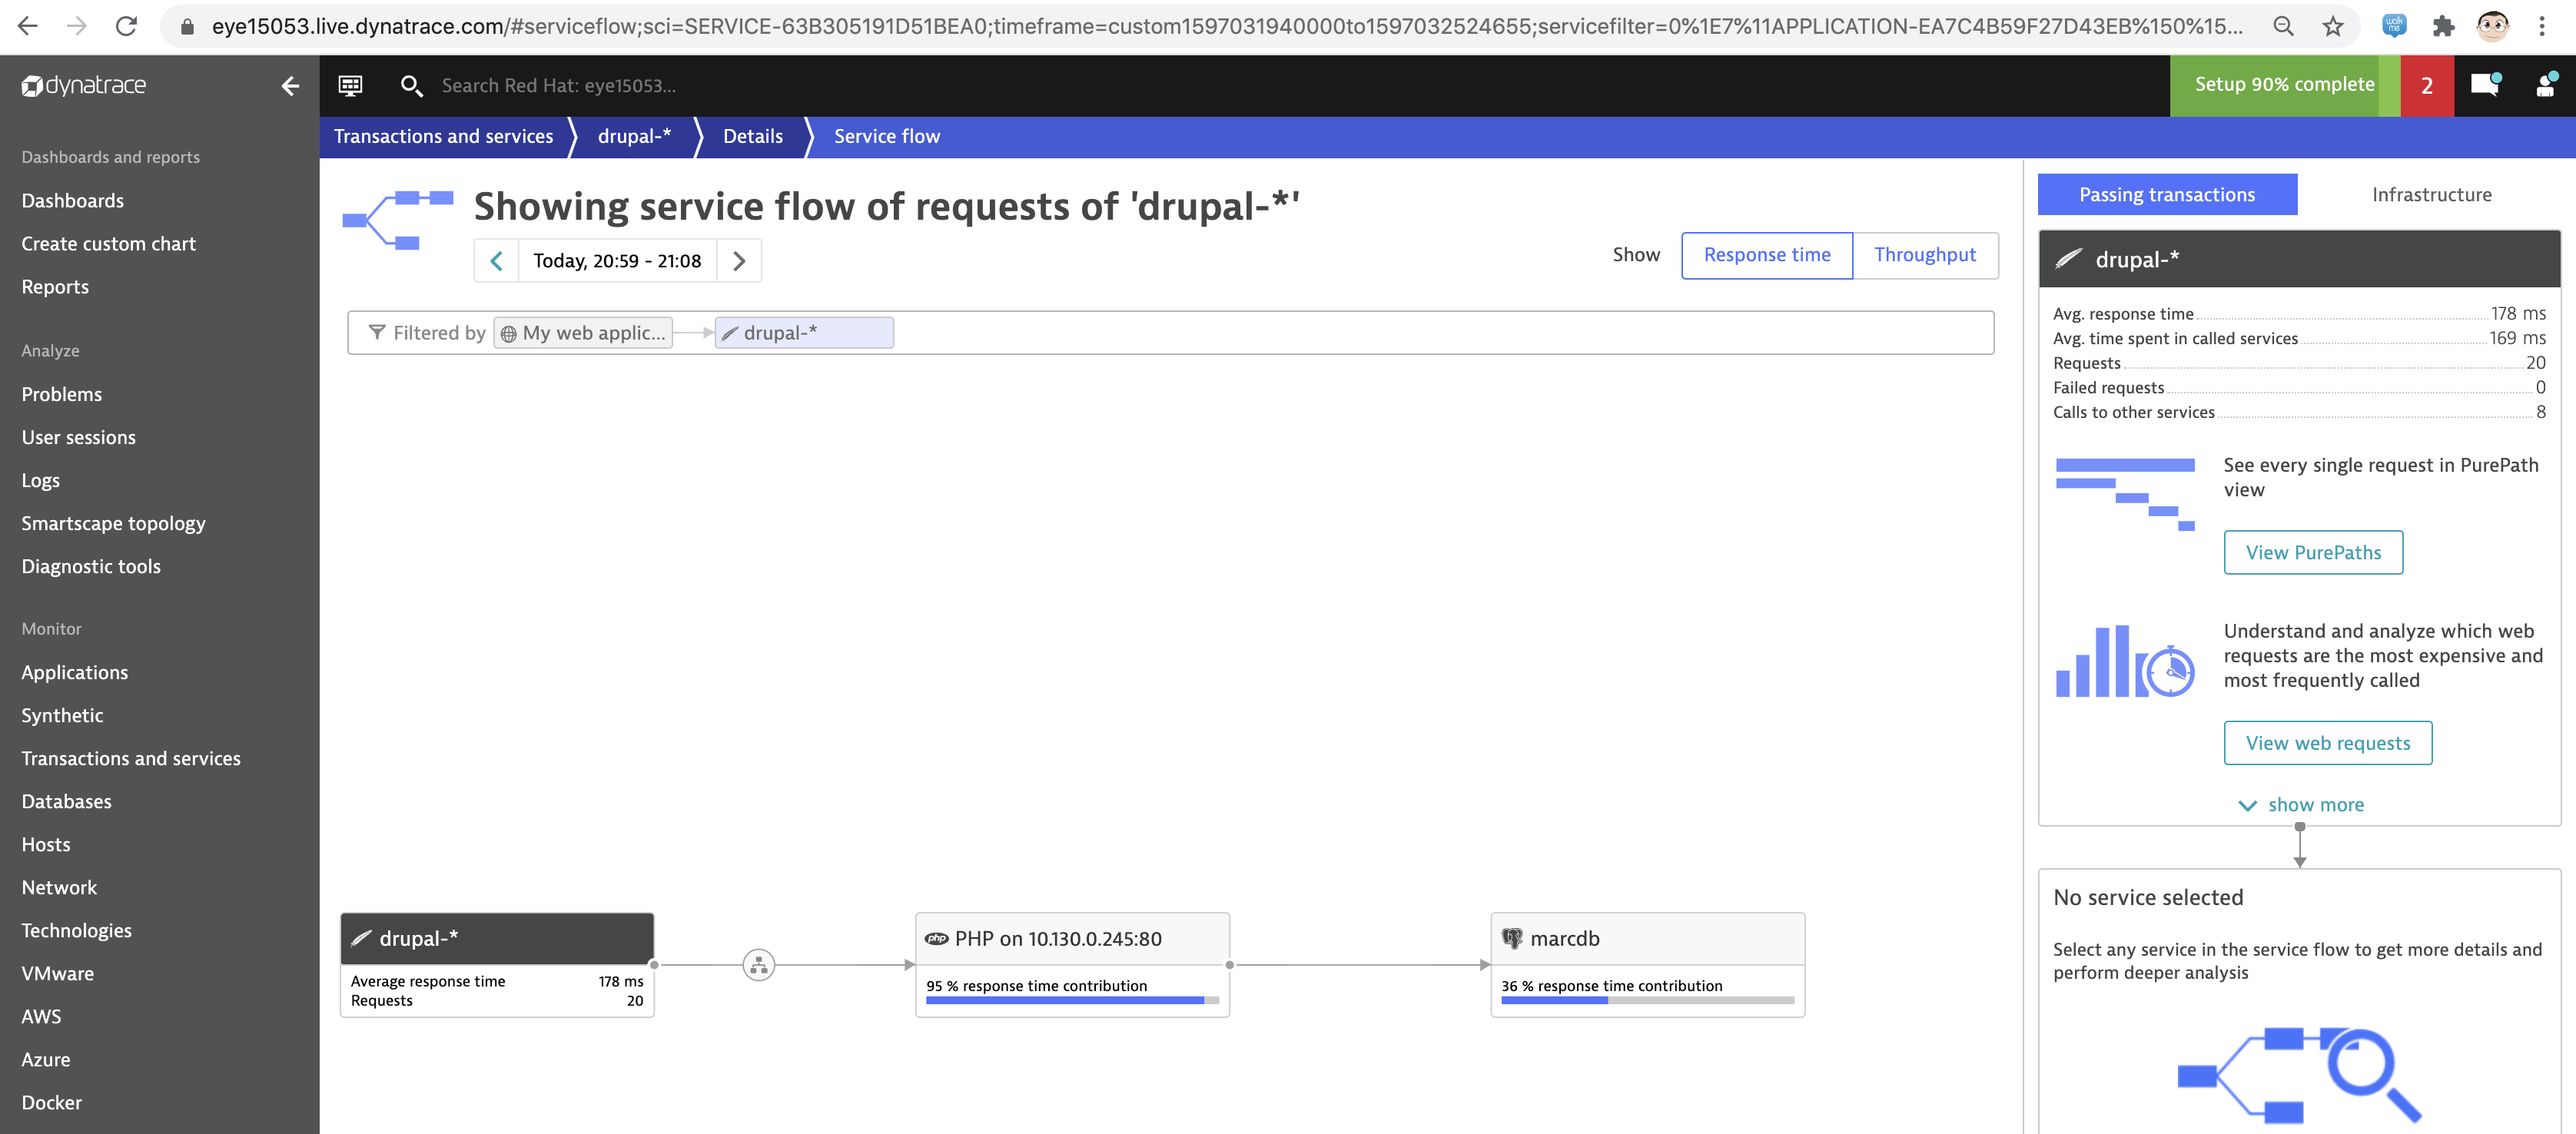 eye15053.live.dynatrace.com/#serviceflow;sci=SERVICE-63B305191D51BEA0;timeframe=custom1597031940000to1597032524655;servicefilter=0%1E7%11APPLICATION-EA7C4B59F27D43EB%150%15...
walk me
dynatrace
Search Red Hat: eye15053...
Setup 90% complete
2
Transactions and services
drupal-*
Details
Service flow
Dashboards and reports
Dashboards
Create custom chart
Reports
Analyze
Problems
User sessions
Logs
Smartscape topology
Diagnostic tools
Monitor
Applications
Synthetic
Transactions and services
Databases
Hosts
Network
Technologies
VMware
AWS
Azure
Docker
Showing service flow of requests of 'drupal-*'
Today, 20:59 - 21:08
Show
Response time
Throughput
Filtered by
My web applic...
drupal-*
drupal-*
Average response time 178 ms
Requests 20
php PHP on 10.130.0.245:80
95 % response time contribution
marcdb
36 % response time contribution
Passing transactions
Infrastructure
drupal-*
Avg. response time 178 ms
Avg. time spent in called services 169 ms
Requests 20
Failed requests 0
Calls to other services 8
See every single request in PurePath
view
View PurePaths
Understand and analyze which web
requests are the most expensive and
most frequently called
View web requests
show more
No service selected
Select any service in the service flow to get more details and
perform deeper analysis